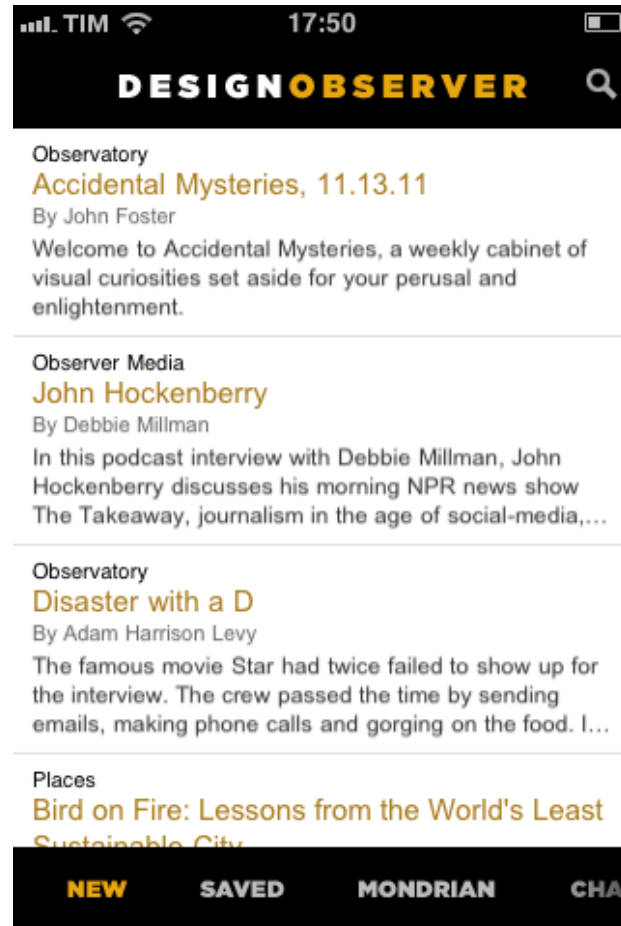 TIM 17:50
DESIGNOBSERVER
Observatory
Accidental Mysteries, 11.13.11
By John Foster
Welcome to Accidental Mysteries, a weekly cabinet of
visual curiosities set aside for your perusal and
enlightenment.
Observer Media
John Hockenberry
By Debbie Millman
In this podcast interview with Debbie Millman, John
Hockenberry discusses his morning NPR news show
The Takeaway, journalism in the age of social-media,...
Observatory
Disaster with a D
By Adam Harrison Levy
The famous movie Star had twice failed to show up for
the interview. The crew passed the time by sending
emails, making phone calls and gorging on the food. I...
Places
Bird on Fire: Lessons from the World's Least
Sustainable City
NEW SAVED MONDRIAN CHA